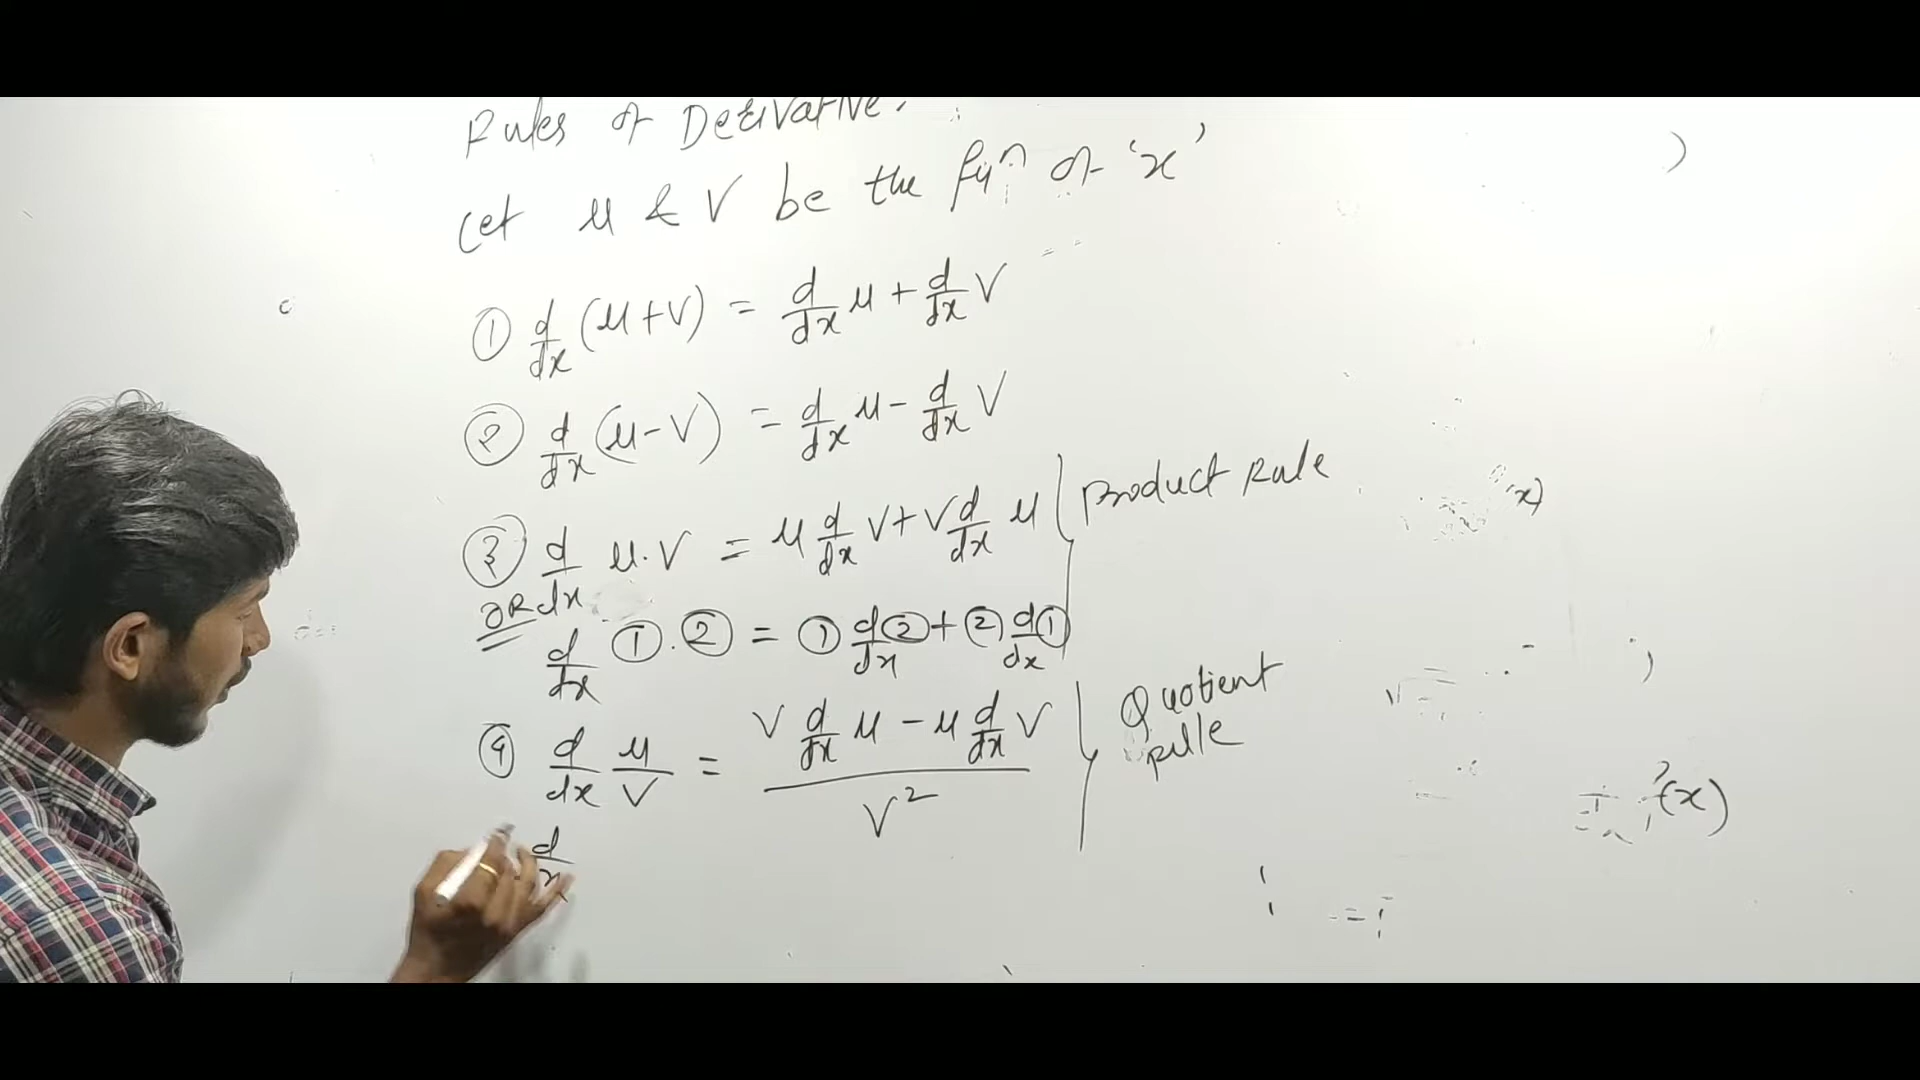 Rules of Derivative.
Let u & v be the fuⁿ of 'x'
① d/dx (u+v) = d/dx u + d/dx v
② d/dx (u-v) = d/dx u - d/dx v
③ d/dx u.v = u d/dx v + v d/dx u } Product Rule
OR
d/dx ①.② = ① d/dx ② + ② d/dx ①
④ d/dx u/v = (v d/dx u - u d/dx v)/v² } Quotient Rule
d